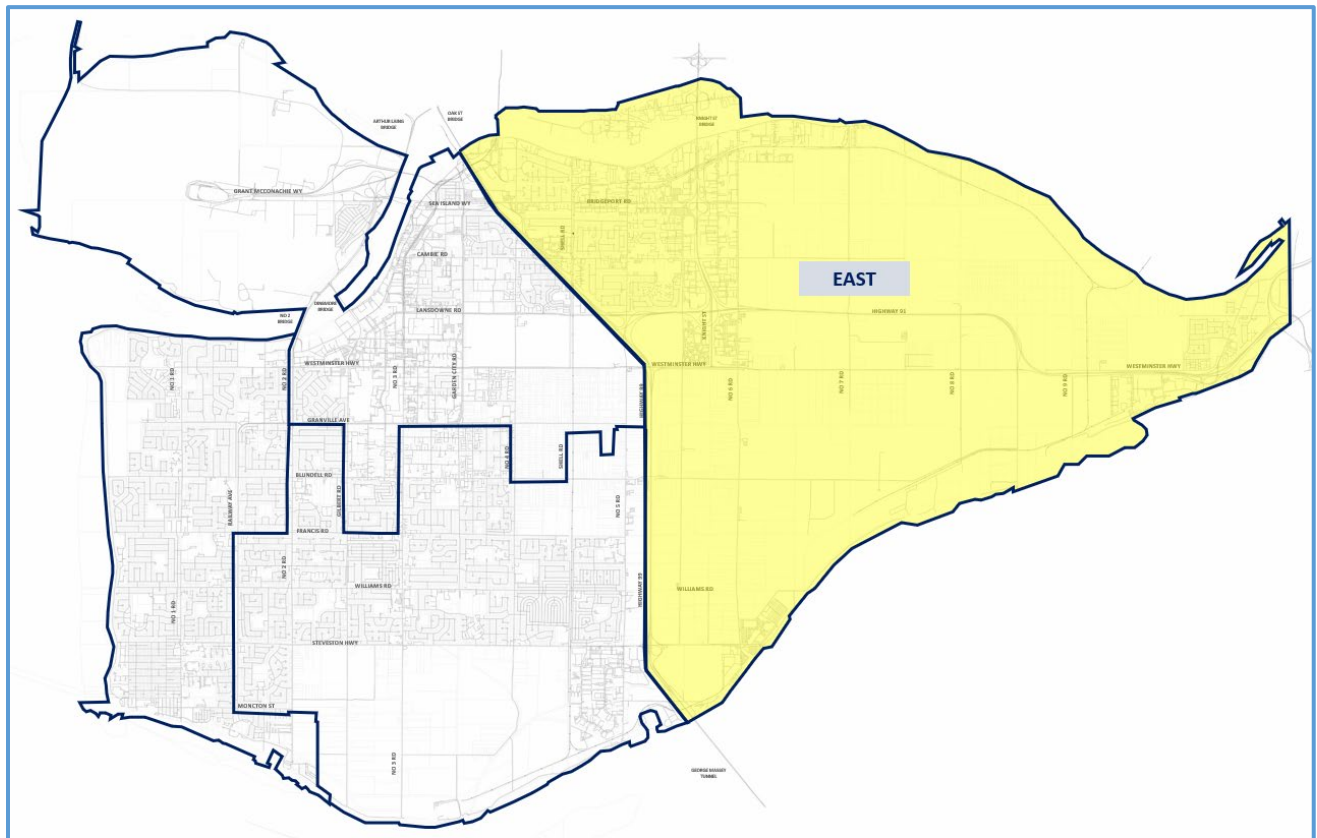 OAK ST
BRIDGE
ARTHUR LAING
BRIDGE
KNIGHT ST
BRIDGE
GRANT MCCONACHIE WY
SEA ISLAND WY
BRIDGEPORT RD
SHELL RD
CAMBIE RD
EAST
DINSMORE
BRIDGE
NO 2
BRIDGE
LANSDOWNE RD
HIGHWAY 91
KNIGHT ST
WESTMINSTER HWY
WESTMINSTER HWY
WESTMINSTER HWY
NO 1 RD
NO 2 RD
NO 3 RD
GARDEN CITY RD
HIGHWAY 99
NO 6 RD
NO 7 RD
NO 8 RD
NO 9 RD
GRANVILLE AVE
NO 4 RD
SHELL RD
BLUNDELL RD
GILBERT RD
RAILWAY AVE
NO 5 RD
FRANCIS RD
NO 2 RD
WILLIAMS RD
HIGHWAY 99
WILLIAMS RD
NO 1 RD
STEVESTON HWY
MONCTON ST
NO 3 RD
GEORGE MASSEY
TUNNEL